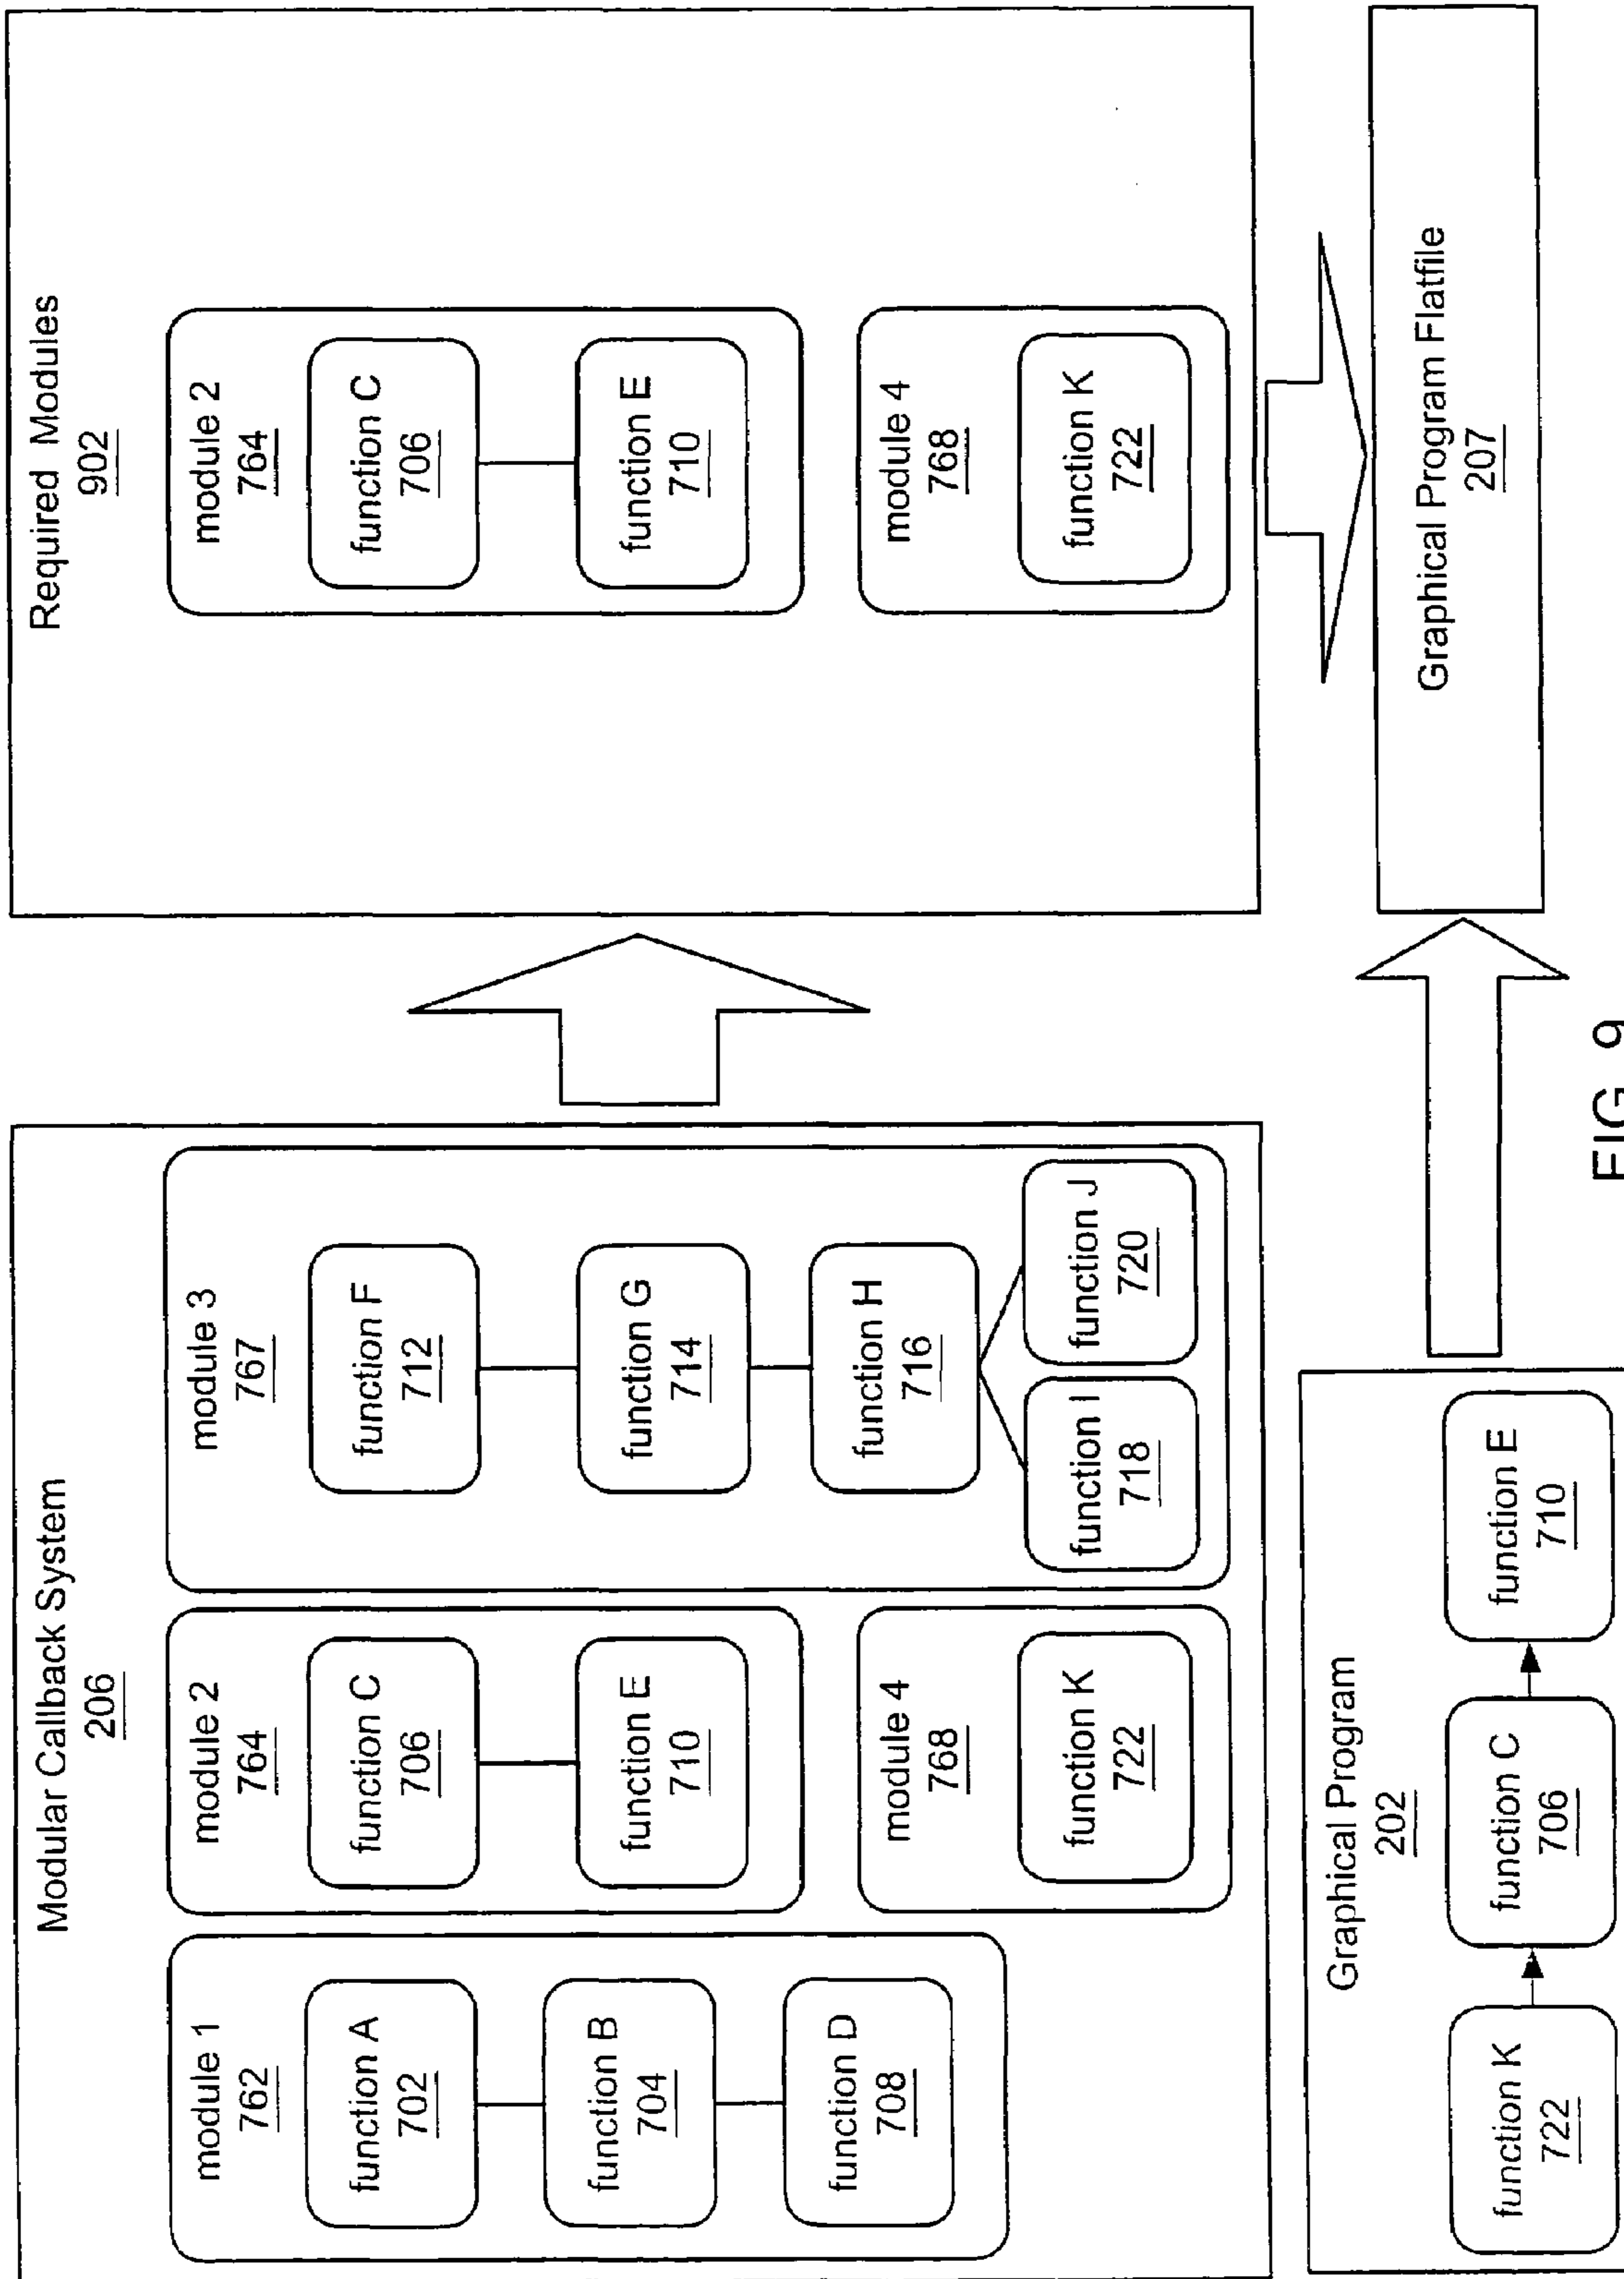 Modular Callback System
206
module 1
762
function A
702
function B
704
function D
708
module 2
764
function C
706
function E
710
module 4
768
function K
722
module 3
767
function F
712
function G
714
function H
716
function I
718
function J
720
Required Modules
902
module 2
764
function C
706
function E
710
module 4
768
function K
722
Graphical Program
202
function K
722
function C
706
function E
710
Graphical Program Flatfile
207
FIG. 9